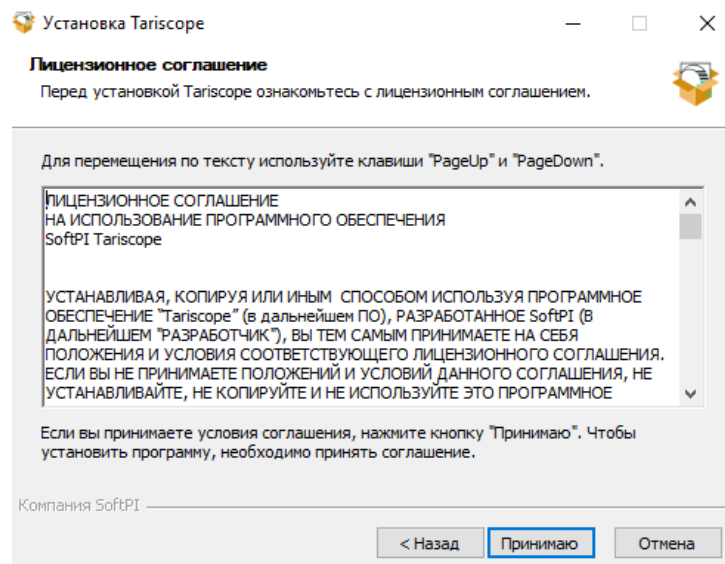 Установка Tariscope
Лицензионное соглашение
Перед установкой Tariscope ознакомьтесь с лицензионным соглашением.
Для перемещения по тексту используйте клавиши "PageUp" и "PageDown".
ЛИЦЕНЗИОННОЕ СОГЛАШЕНИЕ
НА ИСПОЛЬЗОВАНИЕ ПРОГРАММНОГО ОБЕСПЕЧЕНИЯ
SoftPI Tariscope
УСТАНАВЛИВАЯ, КОПИРУЯ ИЛИ ИНЫМ  СПОСОБОМ ИСПОЛЬЗУЯ ПРОГРАММНОЕ
ОБЕСПЕЧЕНИЕ "Tariscope" (в дальнейшем ПО), РАЗРАБОТАННОЕ SoftPI (В
ДАЛЬНЕЙШЕМ "РАЗРАБОТЧИК"), ВЫ ТЕМ САМЫМ ПРИНИМАЕТЕ НА СЕБЯ
ПОЛОЖЕНИЯ И УСЛОВИЯ СООТВЕТСТВУЮЩЕГО ЛИЦЕНЗИОННОГО СОГЛАШЕНИЯ.
ЕСЛИ ВЫ НЕ ПРИНИМАЕТЕ ПОЛОЖЕНИЙ И УСЛОВИЙ ДАННОГО СОГЛАШЕНИЯ, НЕ
УСТАНАВЛИВАЙТЕ, НЕ КОПИРУЙТЕ И НЕ ИСПОЛЬЗУЙТЕ ЭТО ПРОГРАММНОЕ
Если вы принимаете условия соглашения, нажмите кнопку "Принимаю". Чтобы
установить программу, необходимо принять соглашение.
Компания SoftPI
< Назад
Принимаю
Отмена